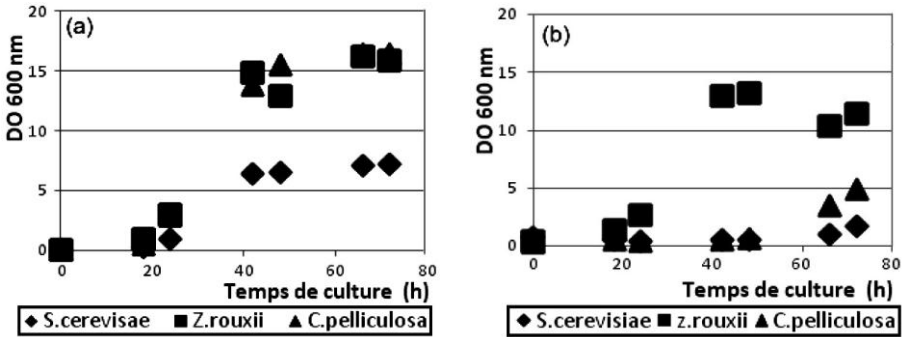 (a)
DO 600 nm
20
15
10
5
0
0 20 40 60 80
Temps de culture (h)
S.cerevisae Z.rouxii C.pelliculosa
(b)
DO 600 nm
20
15
10
5
0
0 20 40 60 80
Temps de culture (h)
S.cerevisiae z.rouxii C.pelliculosa